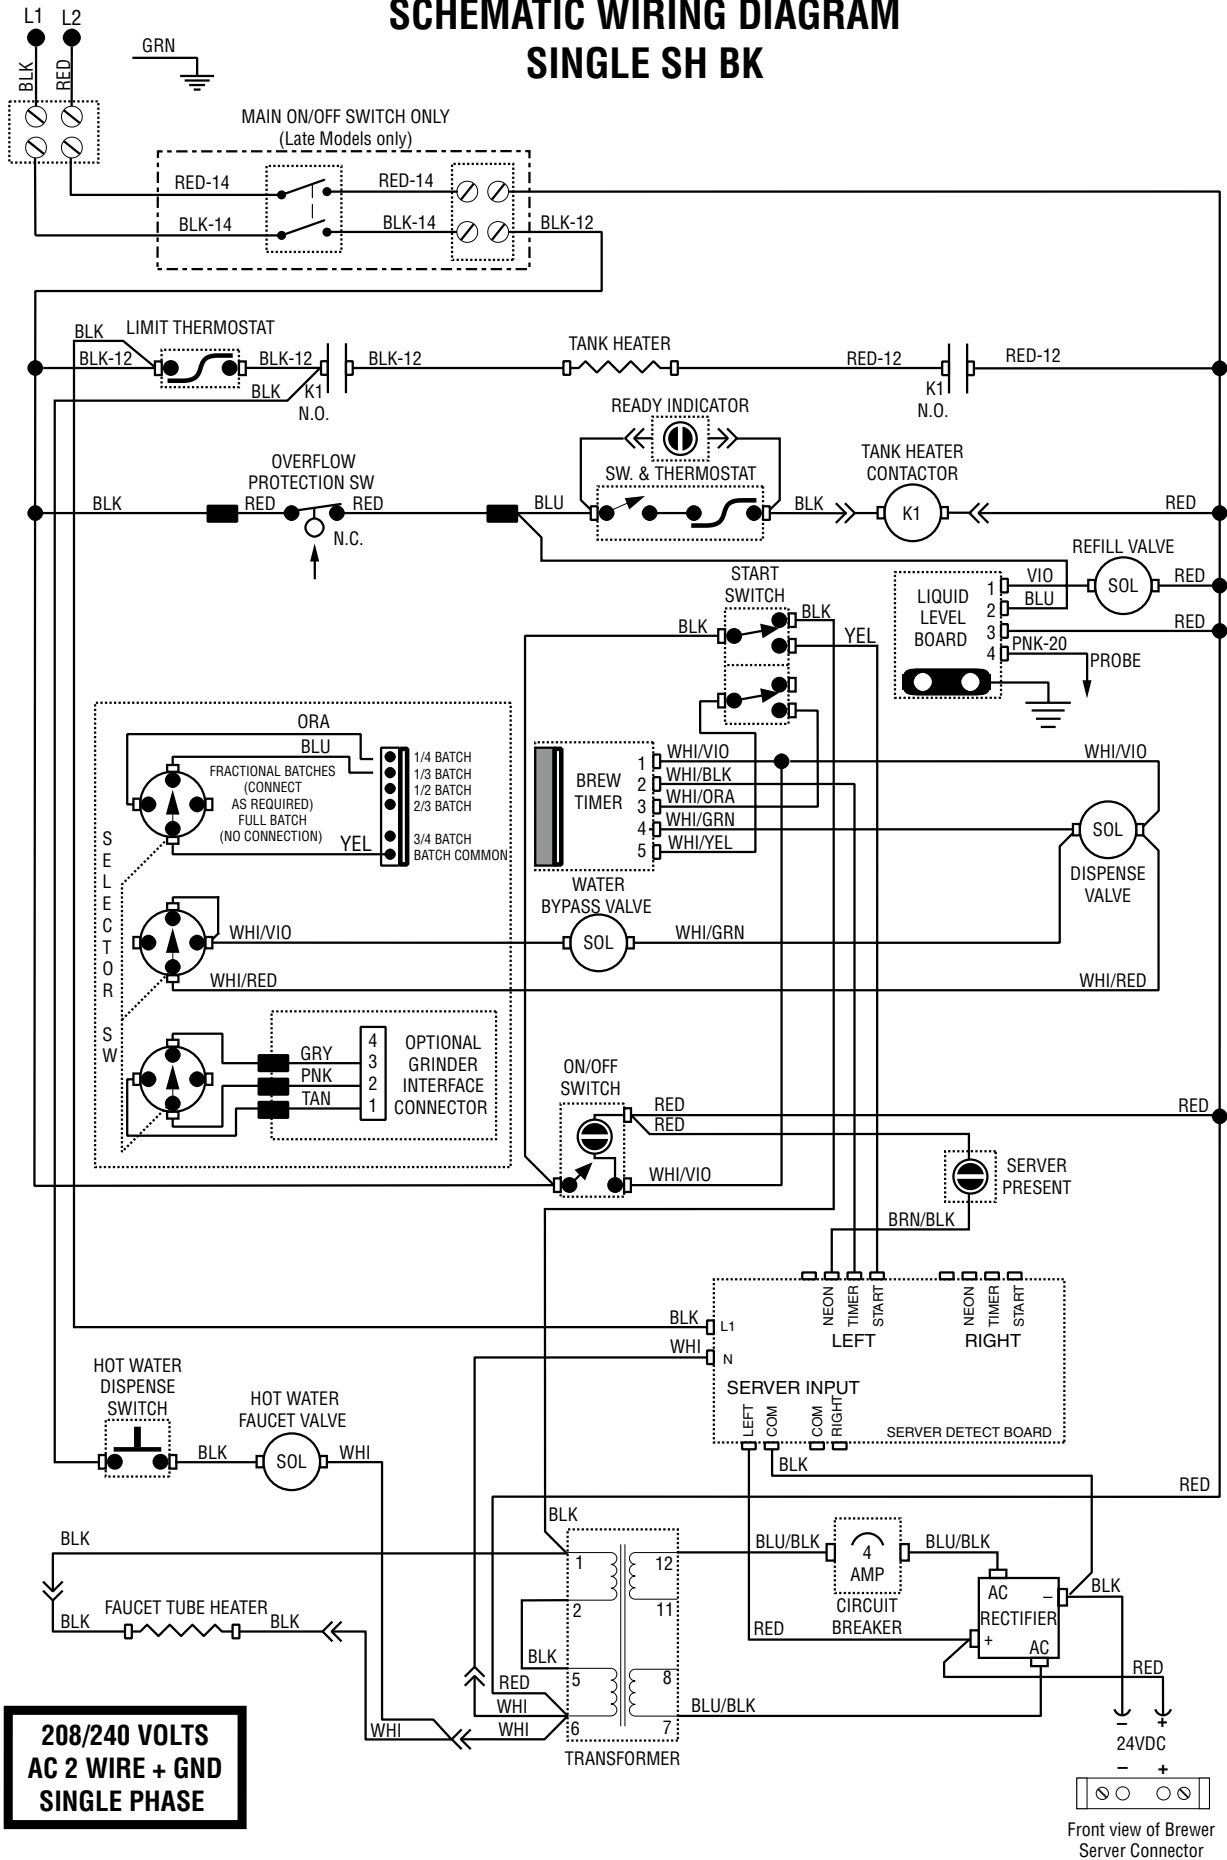 SCHEMATIC WIRING DIAGRAM
SINGLE SH BK
L1 L2
GRN
BLK
RED
MAIN ON/OFF SWITCH ONLY
(Late Models only)
RED-14
RED-14
BLK-14
BLK-14
BLK-12
BLK
LIMIT THERMOSTAT
BLK-12
BLK-12
BLK-12
TANK HEATER
RED-12
RED-12
BLK
K1
N.O.
K1
N.O.
READY INDICATOR
OVERFLOW
PROTECTION SW
SW. & THERMOSTAT
TANK HEATER
CONTACTOR
BLK
RED
RED
BLU
BLK
K1
RED
N.C.
REFILL VALVE
START
SWITCH
LIQUID
LEVEL
BOARD
1
2
3
4
VIO
BLU
SOL
RED
RED
PNK-20
PROBE
BLK
BLK
YEL
ORA
BLU
FRACTIONAL BATCHES
(CONNECT
AS REQUIRED)
FULL BATCH
(NO CONNECTION)
YEL
1/4 BATCH
1/3 BATCH
1/2 BATCH
2/3 BATCH
3/4 BATCH
BATCH COMMON
BREW
TIMER
1
2
3
4
5
WHI/VIO
WHI/BLK
WHI/ORA
WHI/GRN
WHI/YEL
WHI/VIO
SOL
DISPENSE
VALVE
SELECTOR SW
WATER
BYPASS VALVE
WHI/VIO
SOL
WHI/GRN
WHI/RED
WHI/RED
GRY
PNK
TAN
4
3
2
1
OPTIONAL
GRINDER
INTERFACE
CONNECTOR
ON/OFF
SWITCH
RED
RED
RED
WHI/VIO
SERVER
PRESENT
BRN/BLK
NEON
TIMER
START
NEON
TIMER
START
LEFT
RIGHT
BLK
L1
WHI
N
SERVER INPUT
LEFT
COM
COM
RIGHT
SERVER DETECT BOARD
HOT WATER
DISPENSE
SWITCH
HOT WATER
FAUCET VALVE
BLK
SOL
WHI
BLK
RED
BLK
BLK
1
2
5
6
12
11
8
7
BLU/BLK
4
AMP
BLU/BLK
CIRCUIT
BREAKER
AC
–
RECTIFIER
+
AC
BLK
BLK
FAUCET TUBE HEATER
BLK
RED
BLK
RED
RED
WHI
BLU/BLK
WHI
WHI
TRANSFORMER
– +
24VDC
– +
208/240 VOLTS
AC 2 WIRE + GND
SINGLE PHASE
Front view of Brewer
Server Connector